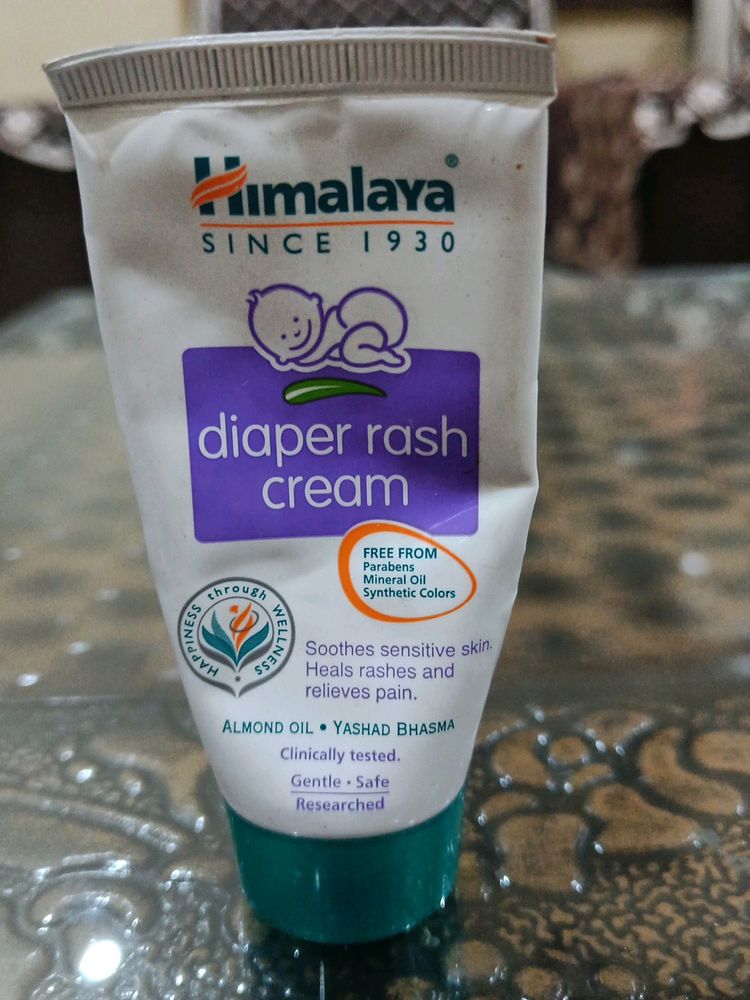 Himalaya®
SINCE 1930
diaper rash
cream
FREE FROM
Parabens
Mineral Oil
Synthetic Colors
HAPPINESS through WELLNESS
Soothes sensitive skin.
Heals rashes and
relieves pain.
ALMOND OIL • YASHAD BHASMA
Clinically tested.
Gentle • Safe
Researched